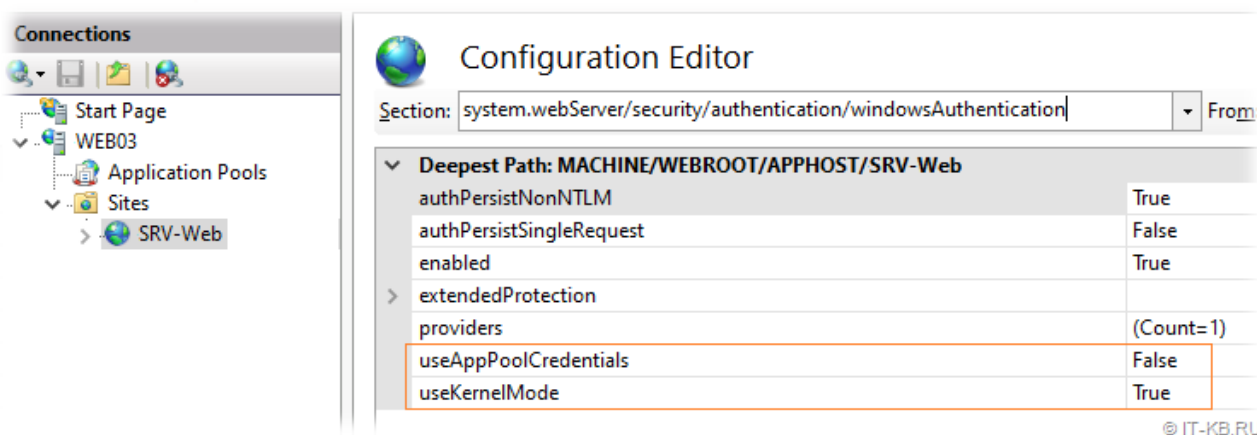 Connections
Start Page
WEB03
Application Pools
Sites
SRV-Web
Configuration Editor
Section: system.webServer/security/authentication/windowsAuthentication From:
Deepest Path: MACHINE/WEBROOT/APPHOST/SRV-Web
authPersistNonNTLM True
authPersistSingleRequest False
enabled True
extendedProtection
providers (Count=1)
useAppPoolCredentials False
useKernelMode True
© IT-KB.RU